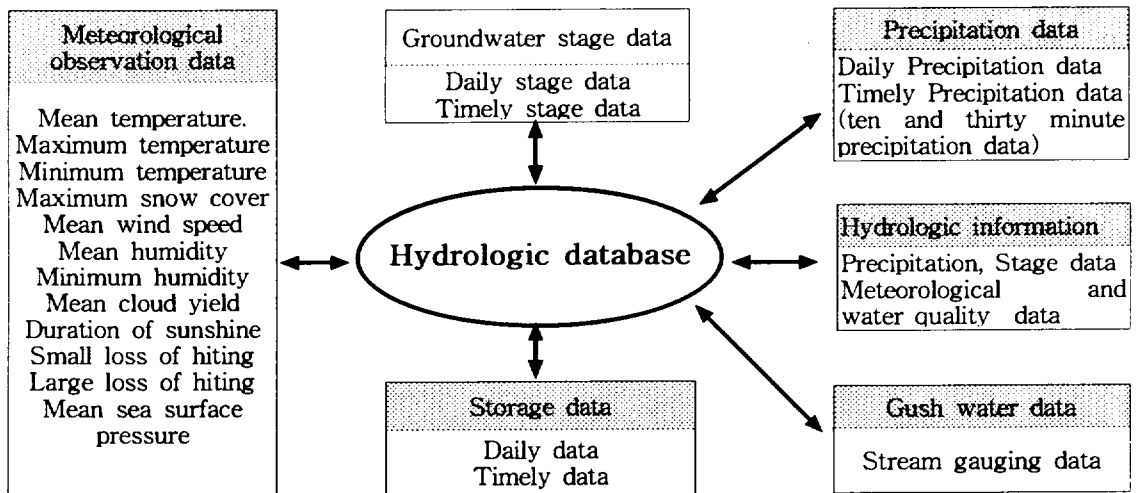 Meteorological
observation data
Mean temperature.
Maximum temperature
Minimum temperature
Maximum snow cover
Mean wind speed
Mean humidity
Minimum humidity
Mean cloud yield
Duration of sunshine
Small loss of hiting
Large loss of hiting
Mean sea surface
pressure
Groundwater stage data
Daily stage data
Timely stage data
Hydrologic database
Storage data
Daily data
Timely data
Precipitation data
Daily Precipitation data
Timely Precipitation data
(ten and thirty minute
precipitation data)
Hydrologic information
Precipitation, Stage data
Meteorological and
water quality data
Gush water data
Stream gauging data